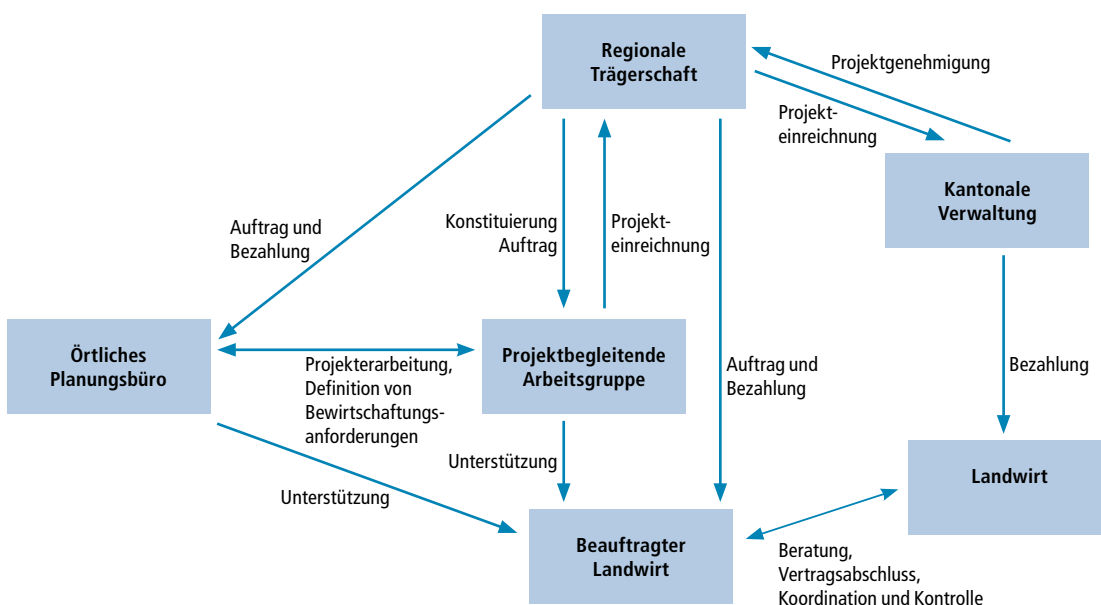 Regionale
Trägerschaft
Projektgenehmigung
Projekt-
einreichnung
Kantonale
Verwaltung
Auftrag und
Bezahlung
Konstituierung
Auftrag
Projekt-
einreichnung
Örtliches
Planungsbüro
Projekterarbeitung,
Definition von
Bewirtschaftungs-
anforderungen
Projektbegleitende
Arbeitsgruppe
Auftrag und
Bezahlung
Bezahlung
Unterstützung
Unterstützung
Landwirt
Beauftragter
Landwirt
Beratung,
Vertragsabschluss,
Koordination und Kontrolle